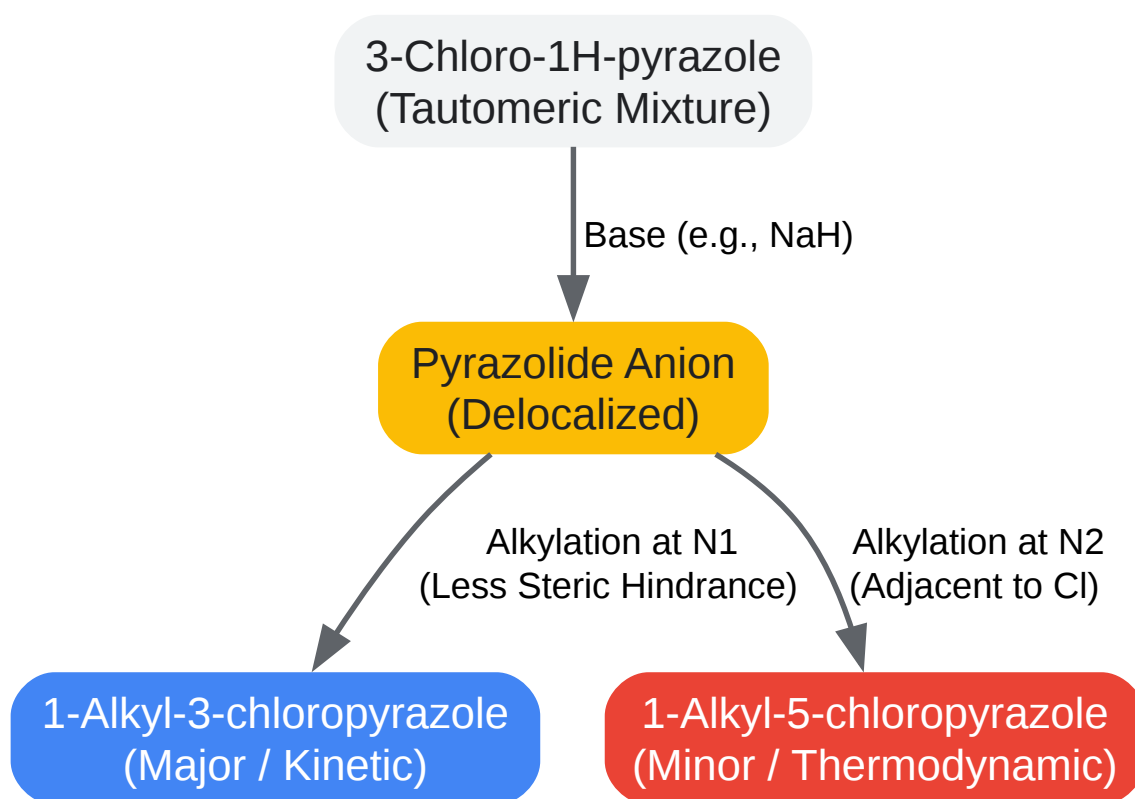 3-Chloro-1H-pyrazole
(Tautomeric Mixture)
Base (e.g., NaH)
Pyrazolide Anion
(Delocalized)
Alkylation at N1
(Less Steric Hindrance)
Alkylation at N2
(Adjacent to Cl)
1-Alkyl-3-chloropyrazole
(Major / Kinetic)
1-Alkyl-5-chloropyrazole
(Minor / Thermodynamic)